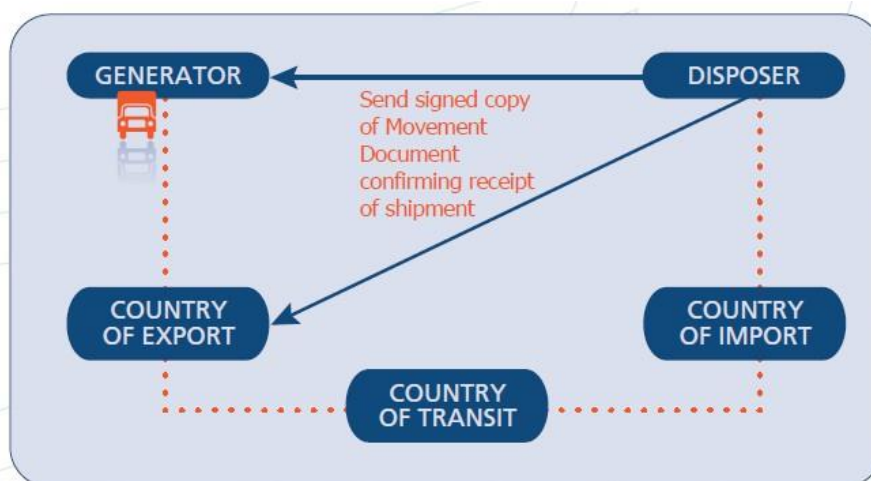 GENERATOR
DISPOSER
Send signed copy
of Movement
Document
confirming receipt
of shipment
COUNTRY
OF EXPORT
COUNTRY
OF IMPORT
COUNTRY
OF TRANSIT